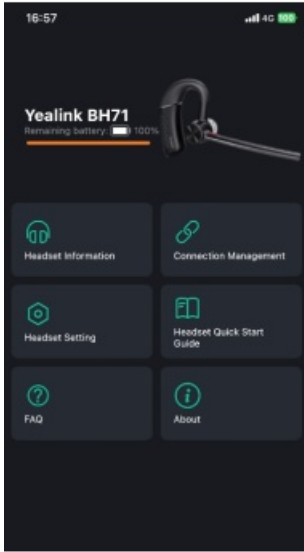 16:57 4G 100
Yealink BH71
Remaining battery: 100%
Headset Information
Connection Management
Headset Setting
Headset Quick Start
Guide
FAQ
About